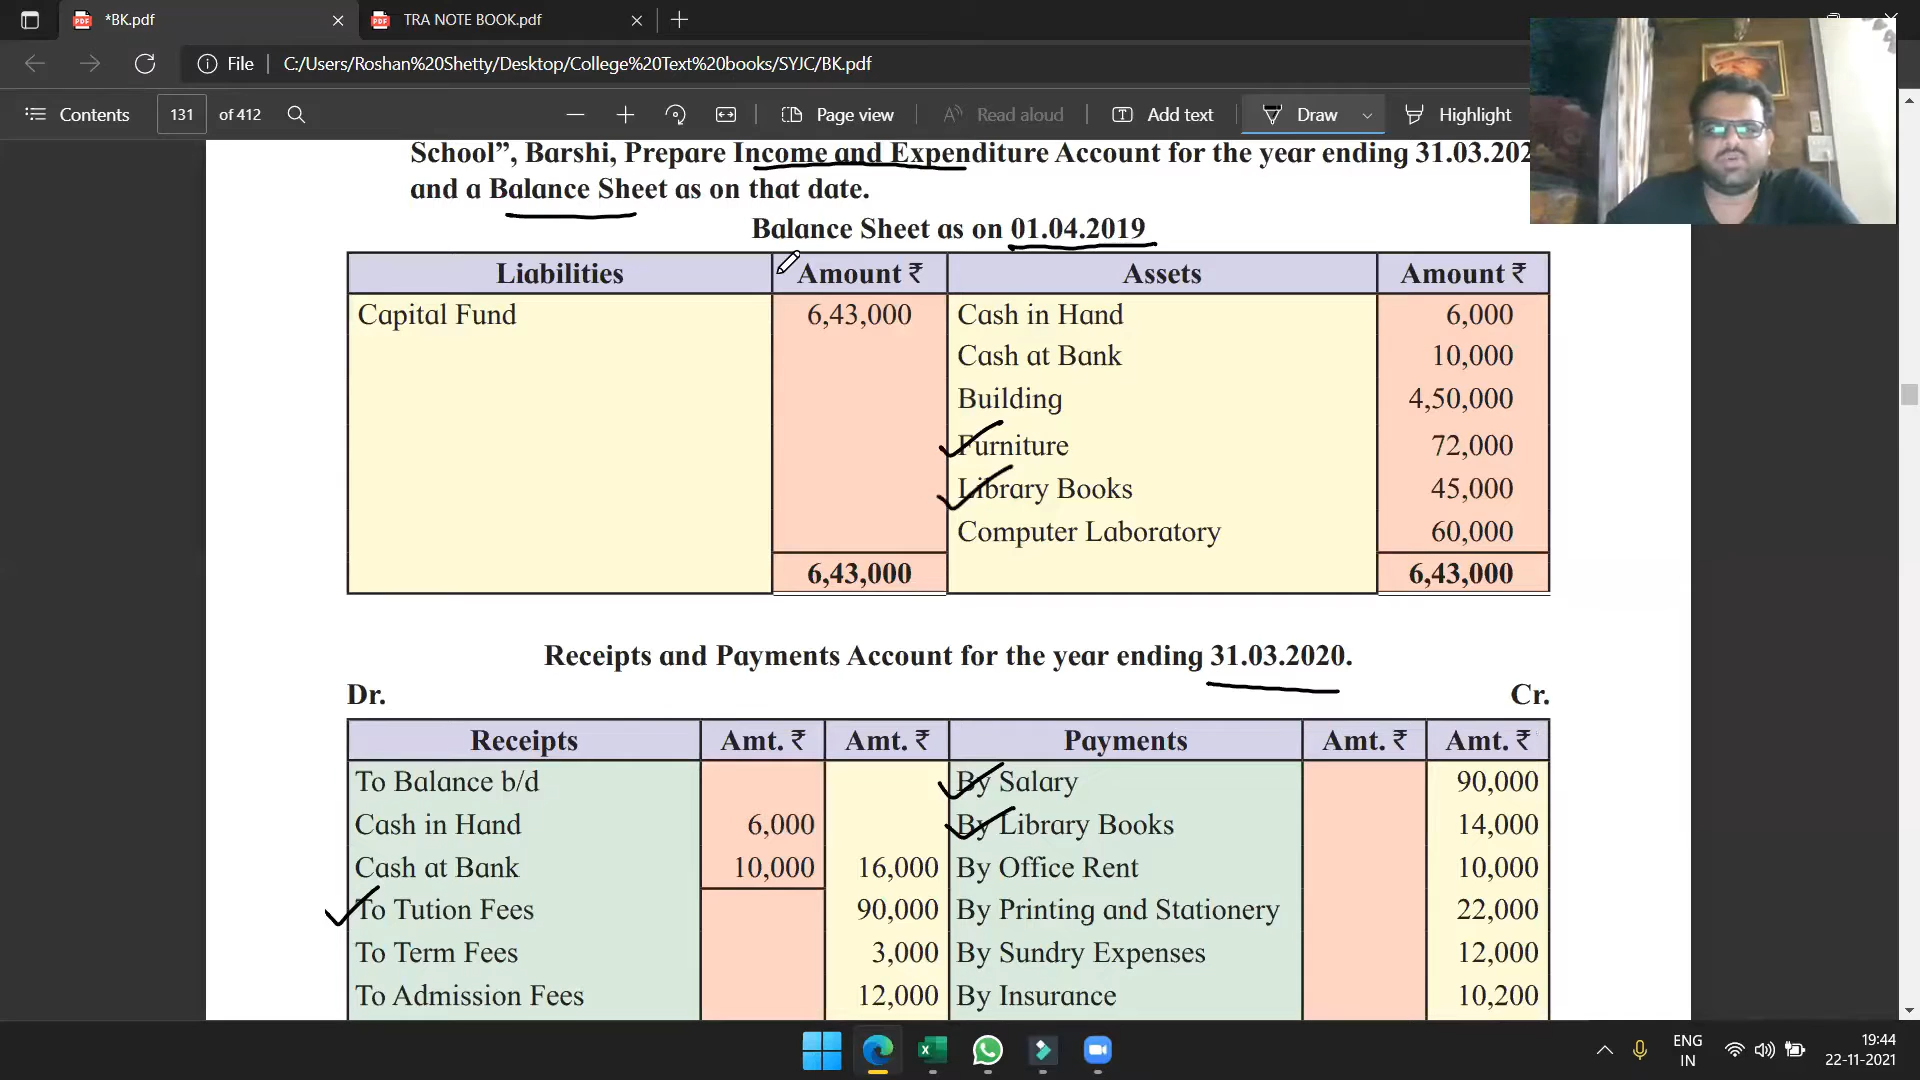 *BK.pdf
TRA NOTE BOOK.pdf
File
C:/Users/Roshan%20Shetty/Desktop/College%20Text%20books/SYJC/BK.pdf
Contents 131 of 412 Page view Read aloud Add text Draw Highlight
School”, Barshi, Prepare Income and Expenditure Account for the year ending 31.03.202
and a Balance Sheet as on that date.
Balance Sheet as on 01.04.2019
Liabilities Amount ₹ Assets Amount ₹
Capital Fund 6,43,000 Cash in Hand 6,000
Cash at Bank 10,000
Building 4,50,000
Furniture 72,000
Library Books 45,000
Computer Laboratory 60,000
6,43,000 6,43,000
Receipts and Payments Account for the year ending 31.03.2020.
Dr. Cr.
Receipts Amt. ₹ Amt. ₹ Payments Amt. ₹ Amt. ₹
To Balance b/d By Salary 90,000
Cash in Hand 6,000 By Library Books 14,000
Cash at Bank 10,000 16,000 By Office Rent 10,000
To Tution Fees 90,000 By Printing and Stationery 22,000
To Term Fees 3,000 By Sundry Expenses 12,000
To Admission Fees 12,000 By Insurance 10,200
ENG
IN
19:44
22-11-2021